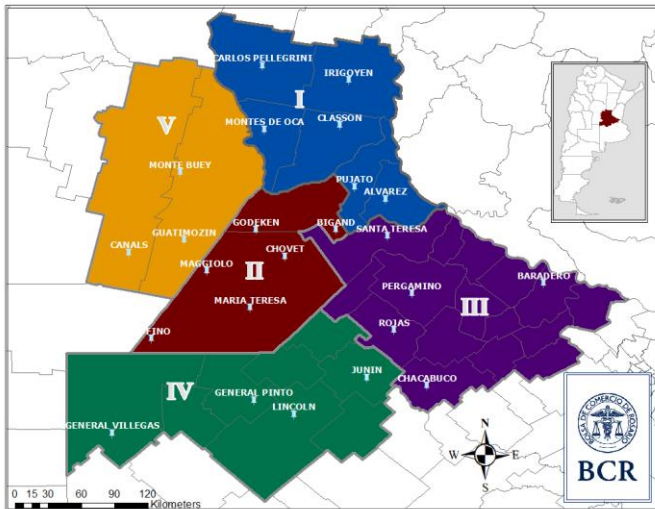 CARLOS PELLEGRINI
IRIGOYEN
I
MONTES DE OCA
CLASSON
V
MONTE BUEY
PUJATO
ALVAREZ
GODEKEN
BIGAND
SANTA TERESA
GUATIMOZIN
CANALS
CHOVET
MAGGIOLO
II
BARADERO
PERGAMINO
III
MARIA TERESA
ROJAS
FINO
JUNIN
CHACABUCO
IV
GENERAL PINTO
LINCOLN
GENERAL VILLEGAS
BOLSA DE COMERCIO DE ROSARIO
BCR
N
W E
S
0 15 30 60 90 120
Kilometers